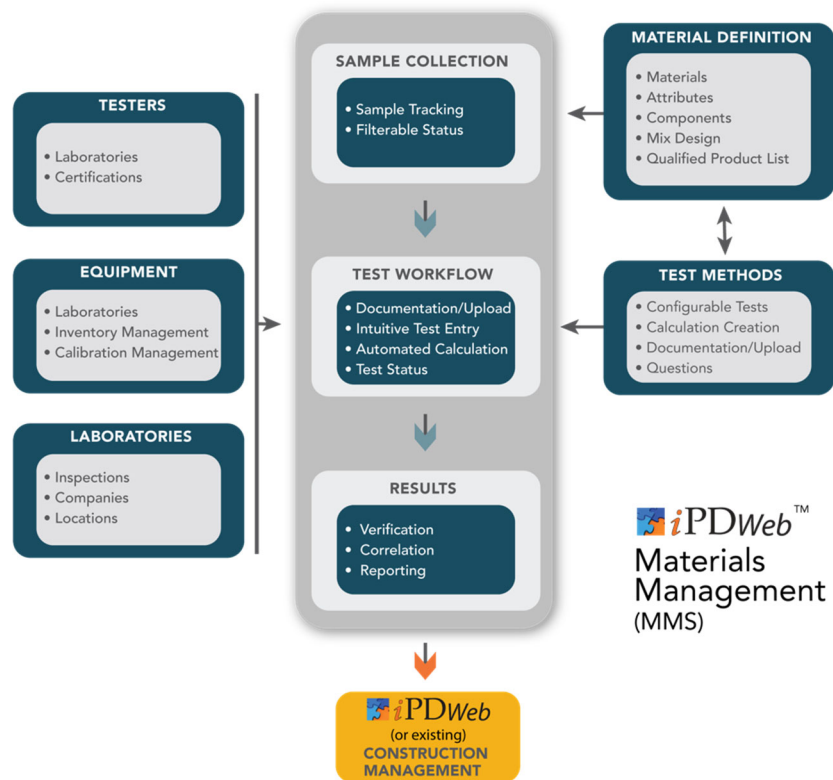 TESTERS
• Laboratories
• Certifications
EQUIPMENT
• Laboratories
• Inventory Management
• Calibration Management
LABORATORIES
• Inspections
• Companies
• Locations
SAMPLE COLLECTION
• Sample Tracking
• Filterable Status
TEST WORKFLOW
• Documentation/Upload
• Intuitive Test Entry
• Automated Calculation
• Test Status
RESULTS
• Verification
• Correlation
• Reporting
iPDWeb
(or existing)
CONSTRUCTION
MANAGEMENT
MATERIAL DEFINITION
• Materials
• Attributes
• Components
• Mix Design
• Qualified Product List
TEST METHODS
• Configurable Tests
• Calculation Creation
• Documentation/Upload
• Questions
iPDWeb™
Materials
Management
(MMS)